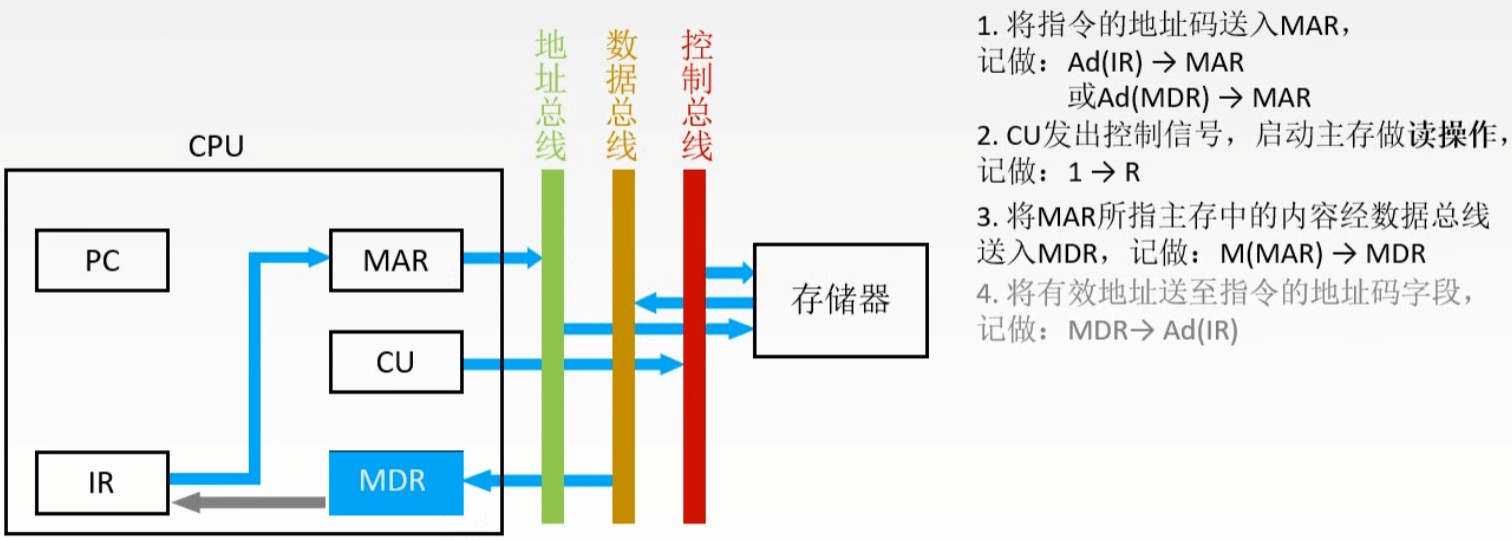 地址总线
数据总线
控制总线
CPU
PC
MAR
CU
IR
MDR
存储器
1. 将指令的地址码送入MAR，
记做：Ad(IR) → MAR
或Ad(MDR) → MAR
2. CU发出控制信号，启动主存做读操作，
记做：1 → R
3. 将MAR所指主存中的内容经数据总线
送入MDR，记做：M(MAR) → MDR
4. 将有效地址送至指令的地址码字段，
记做：MDR→ Ad(IR)